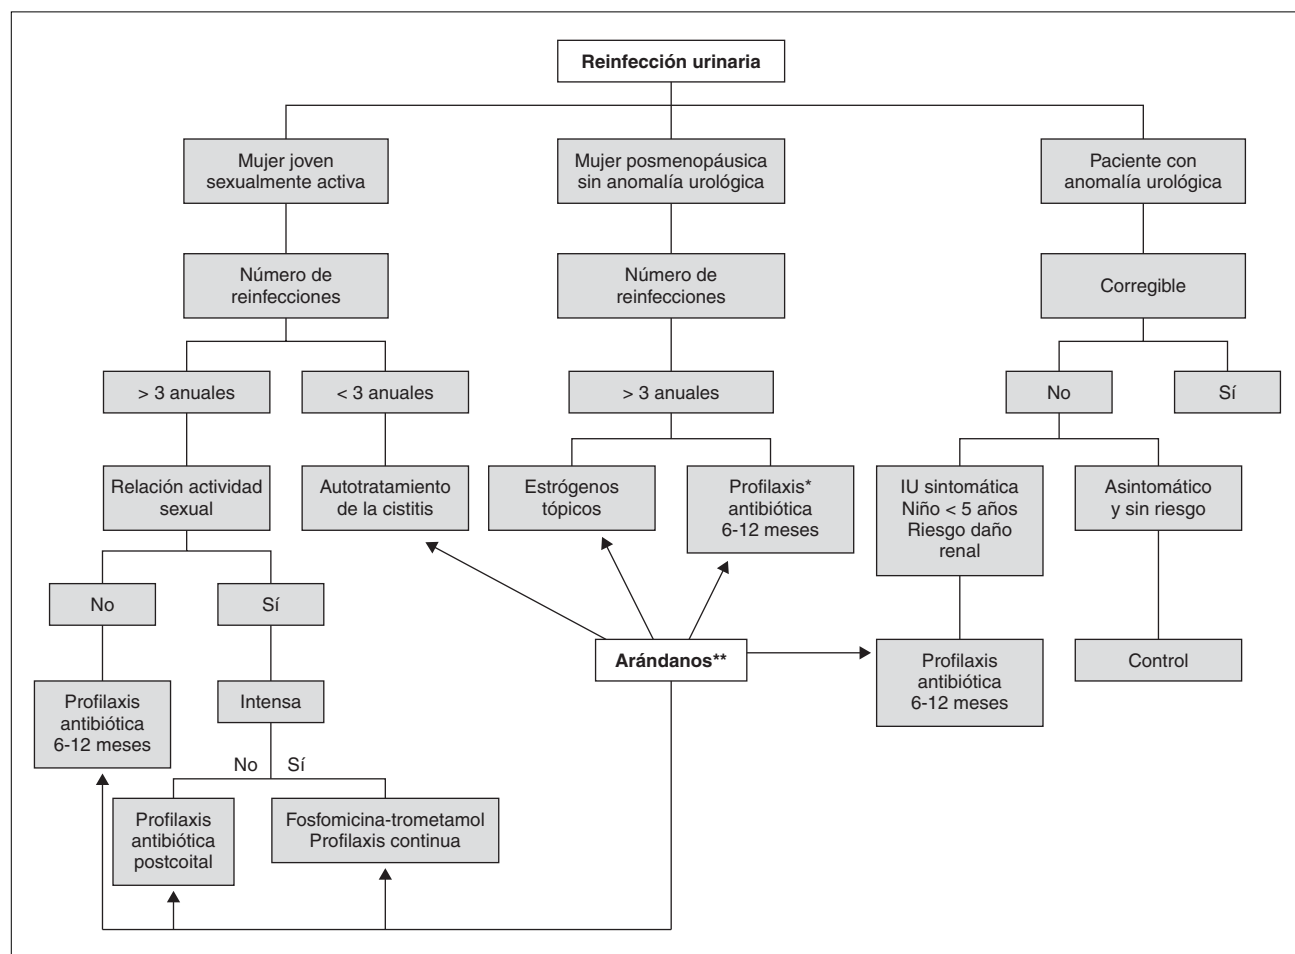 Reinfección urinaria
Mujer joven
sexualmente activa
Mujer posmenopáusica
sin anomalía urológica
Paciente con
anomalía urológica
Número de
reinfecciones
Número de
reinfecciones
Corregible
> 3 anuales
< 3 anuales
> 3 anuales
No
Sí
Relación actividad
sexual
Autotratamiento
de la cistitis
Estrógenos
tópicos
Profilaxis*
antibiótica
6-12 meses
IU sintomática
Niño < 5 años
Riesgo daño
renal
Asintomático
y sin riesgo
No
Sí
Arándanos**
Profilaxis
antibiótica
6-12 meses
Control
Profilaxis
antibiótica
6-12 meses
Intensa
No Sí
Profilaxis
antibiótica
postcoital
Fosfomicina-trometamol
Profilaxis continua